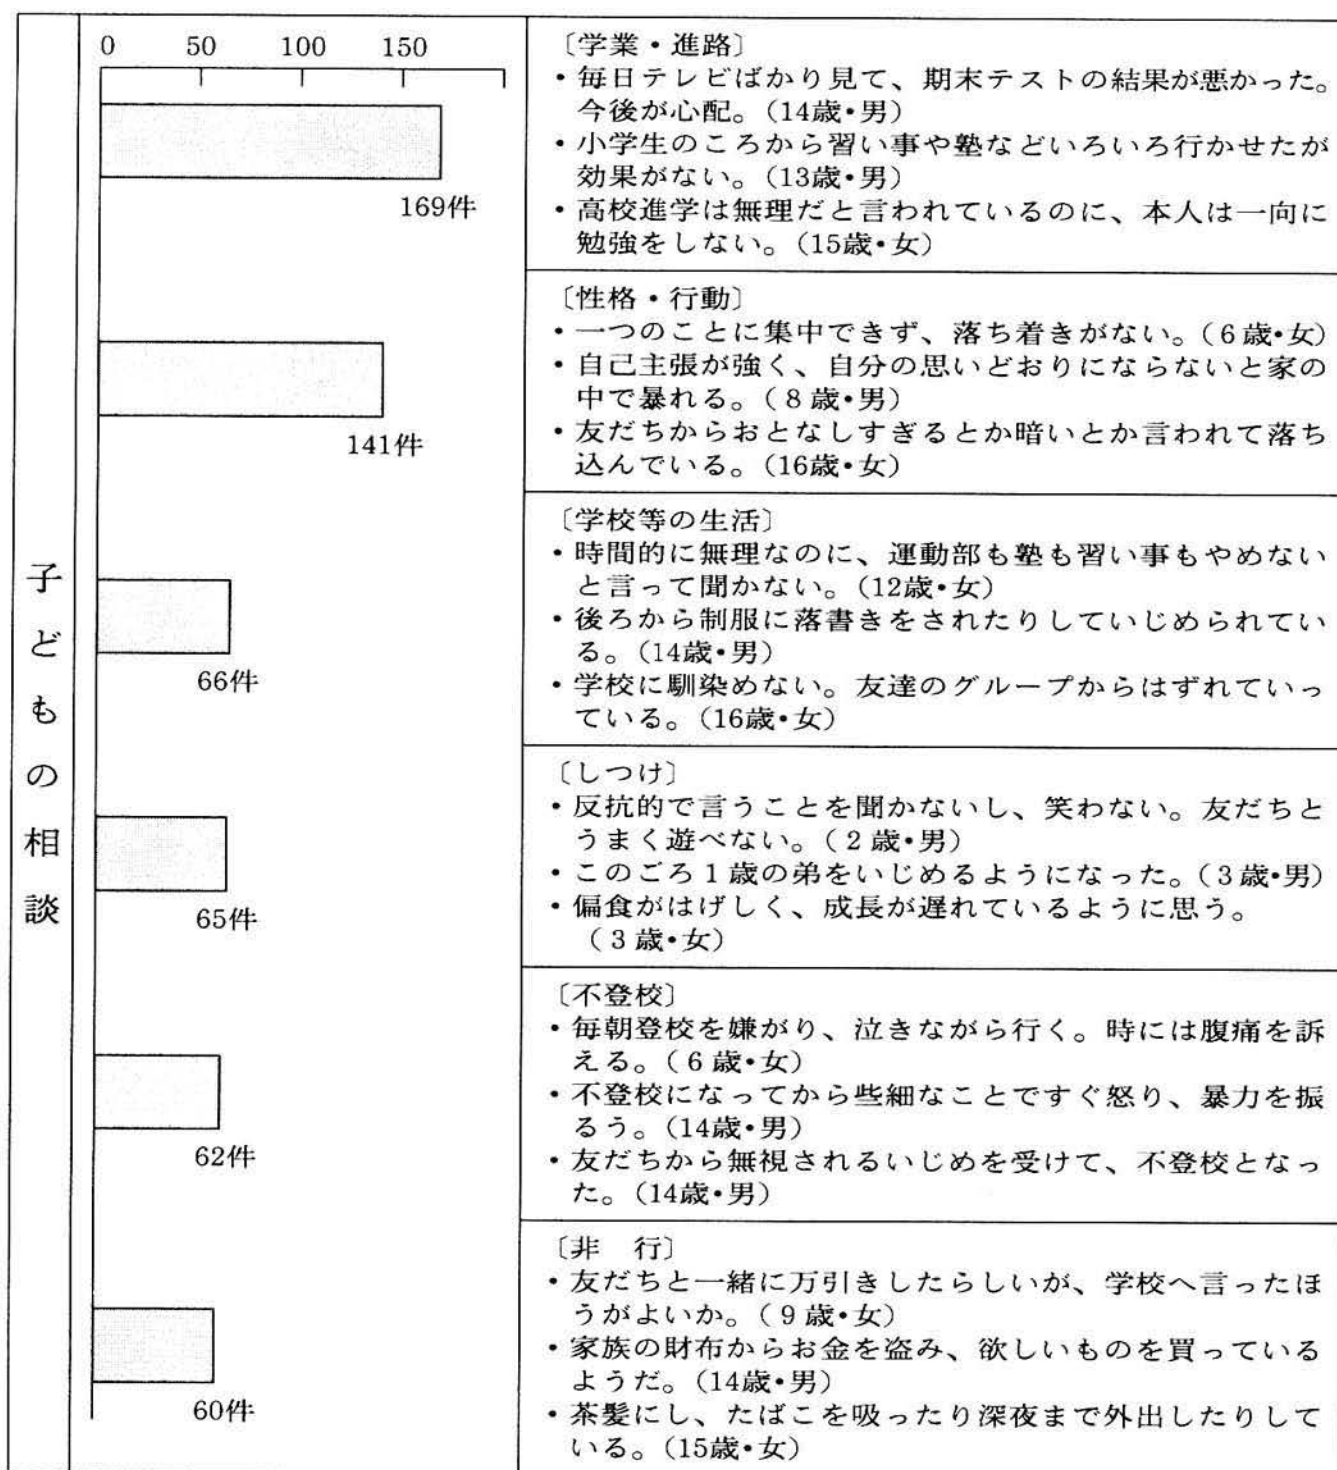 子どもの相談
0 50 100 150
169件
〔学業・進路〕
・毎日テレビばかり見て、期末テストの結果が悪かった。
今後が心配。(14歳・男)
・小学生のころから習い事や塾などいろいろ行かせたが
効果がない。(13歳・男)
・高校進学は無理だと言われているのに、本人は一向に
勉強をしない。(15歳・女)
141件
〔性格・行動〕
・一つのことに集中できず、落ち着きがない。(6歳・女)
・自己主張が強く、自分の思いどおりにならないと家の
中で暴れる。(8歳・男)
・友だちからおとなしすぎるとか暗いとか言われて落ち
込んでいる。(16歳・女)
66件
〔学校等の生活〕
・時間的に無理なのに、運動部も塾も習い事もやめない
と言って聞かない。(12歳・女)
・後ろから制服に落書きをされたりしていじめられてい
る。(14歳・男)
・学校に馴染めない。友達のグループからはずれていっ
ている。(16歳・女)
65件
〔しつけ〕
・反抗的で言うことを聞かないし、笑わない。友だちと
うまく遊べない。(2歳・男)
・このごろ1歳の弟をいじめるようになった。(3歳・男)
・偏食がはげしく、成長が遅れているように思う。
(3歳・女)
62件
〔不登校〕
・毎朝登校を嫌がり、泣きながら行く。時には腹痛を訴
える。(6歳・女)
・不登校になってから些細なことですぐ怒り、暴力を振
るう。(14歳・男)
・友だちから無視されるいじめを受けて、不登校となっ
た。(14歳・男)
60件
〔非　行〕
・友だちと一緒に万引きしたらしいが、学校へ言ったほ
うがよいか。(9歳・女)
・家族の財布からお金を盗み、欲しいものを買っている
ようだ。(14歳・男)
・茶髪にし、たばこを吸ったり深夜まで外出したりして
いる。(15歳・女)